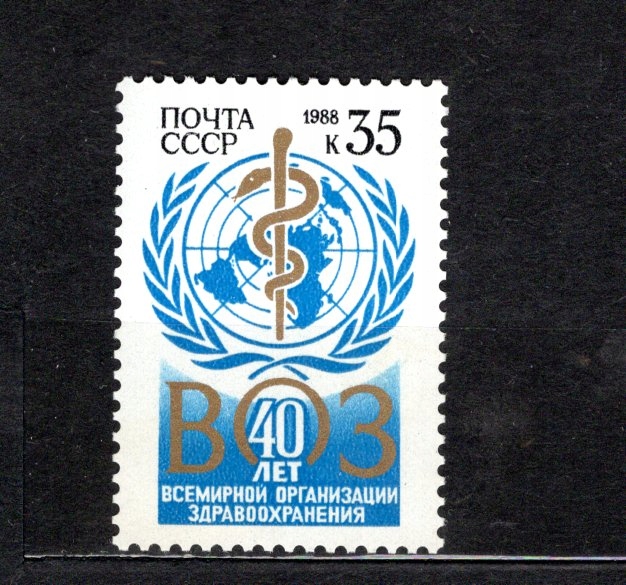 ПОЧТА
СССР
1988
к 35
ВОЗ
40
ЛЕТ
ВСЕМИРНОЙ ОРГАНИЗАЦИИ
ЗДРАВООХРАНЕНИЯ